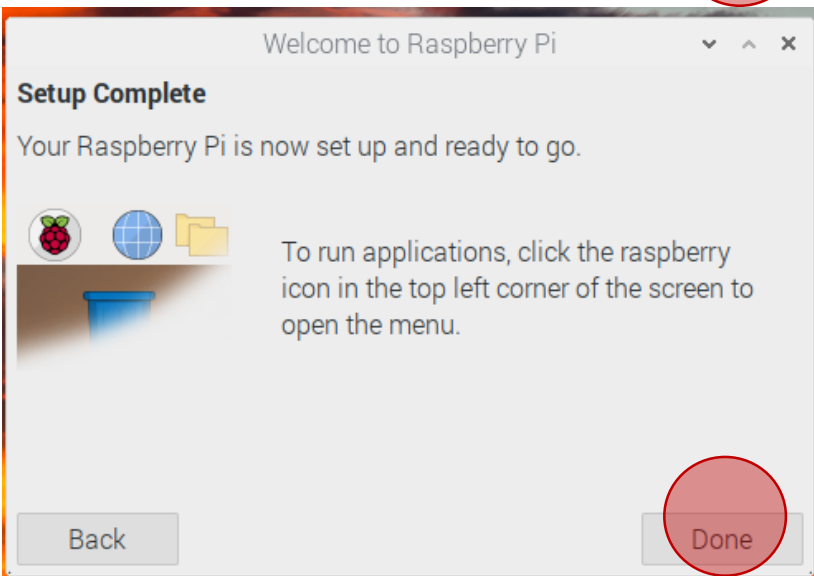 Welcome to Raspberry Pi
Setup Complete
Your Raspberry Pi is now set up and ready to go.
To run applications, click the raspberry
icon in the top left corner of the screen to
open the menu.
Back
Done